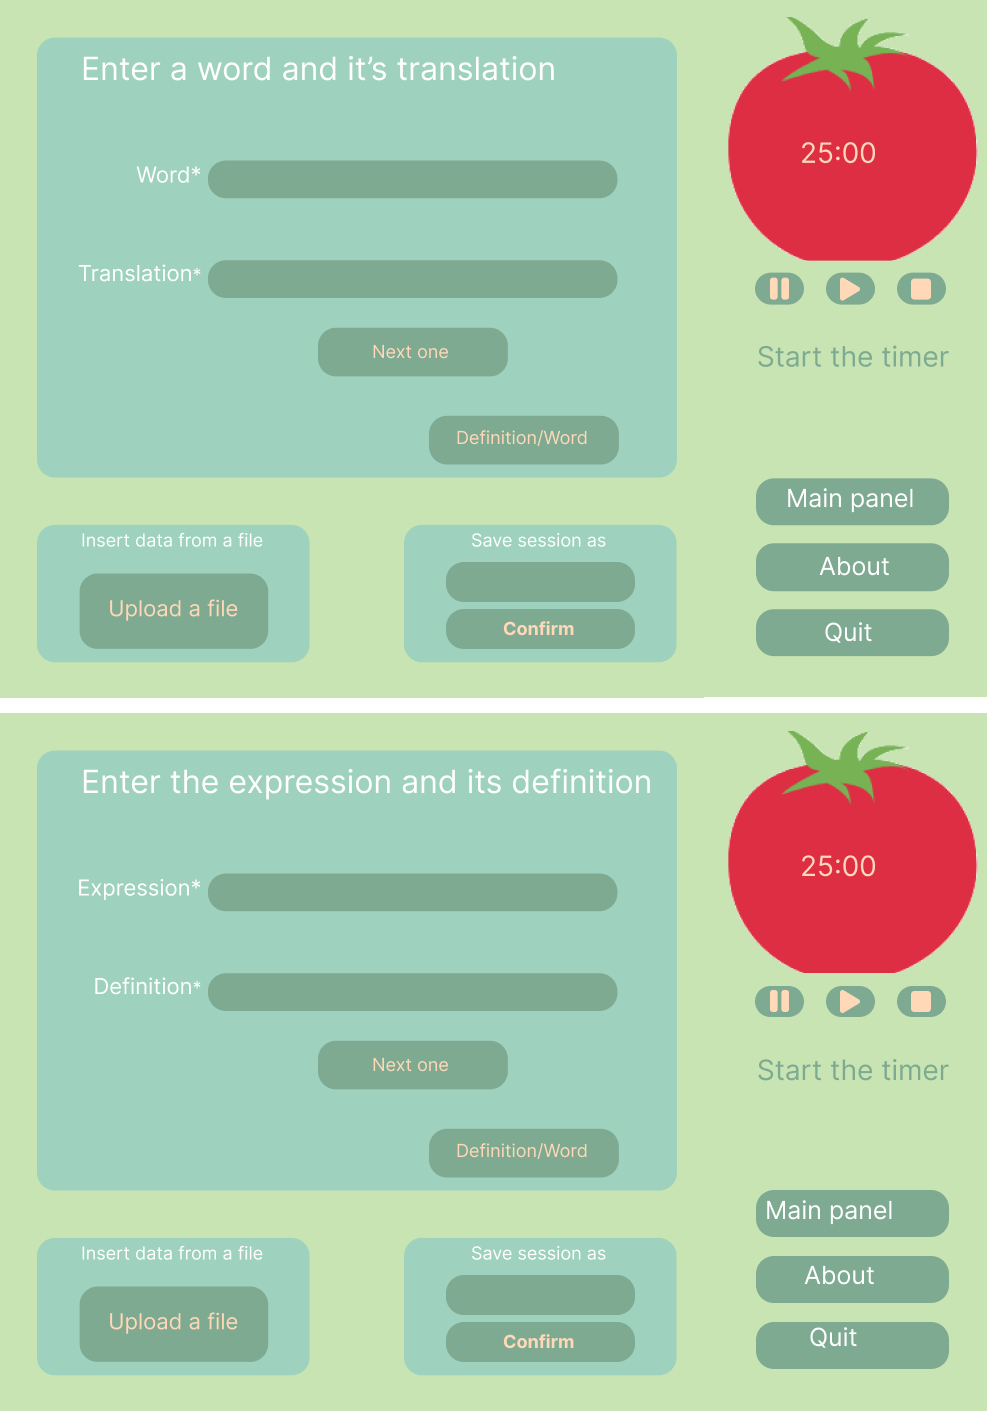 Enter a word and it’s translation
Word*
Translation*
Next one
Definition/Word
Insert data from a file
Upload a file
Save session as
Confirm
25:00
Start the timer
Main panel
About
Quit
Enter the expression and its definition
Expression*
Definition*
Next one
Definition/Word
Insert data from a file
Upload a file
Save session as
Confirm
25:00
Start the timer
Main panel
About
Quit